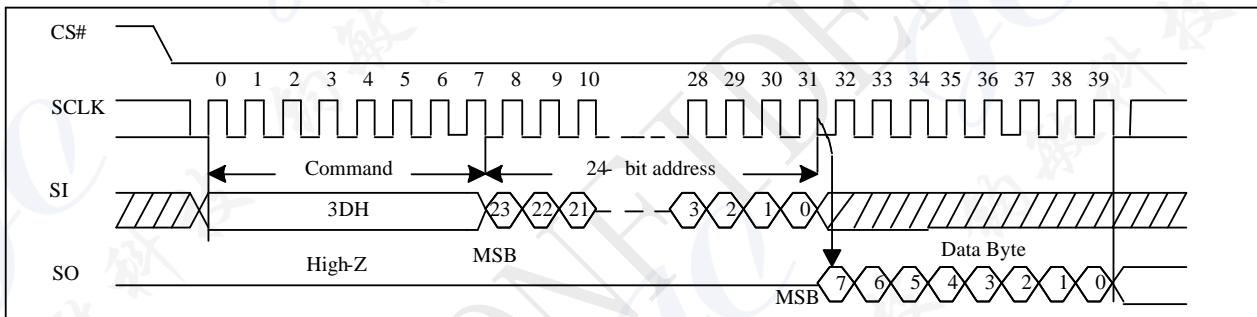 CS#
0 1 2 3 4 5 6 7 8 9 10 28 29 30 31 32 33 34 35 36 37 38 39
SCLK
Command 24- bit address
SI
3DH 23 22 21 3 2 1 0
MSB Data Byte
High-Z
SO
MSB 7 6 5 4 3 2 1 0